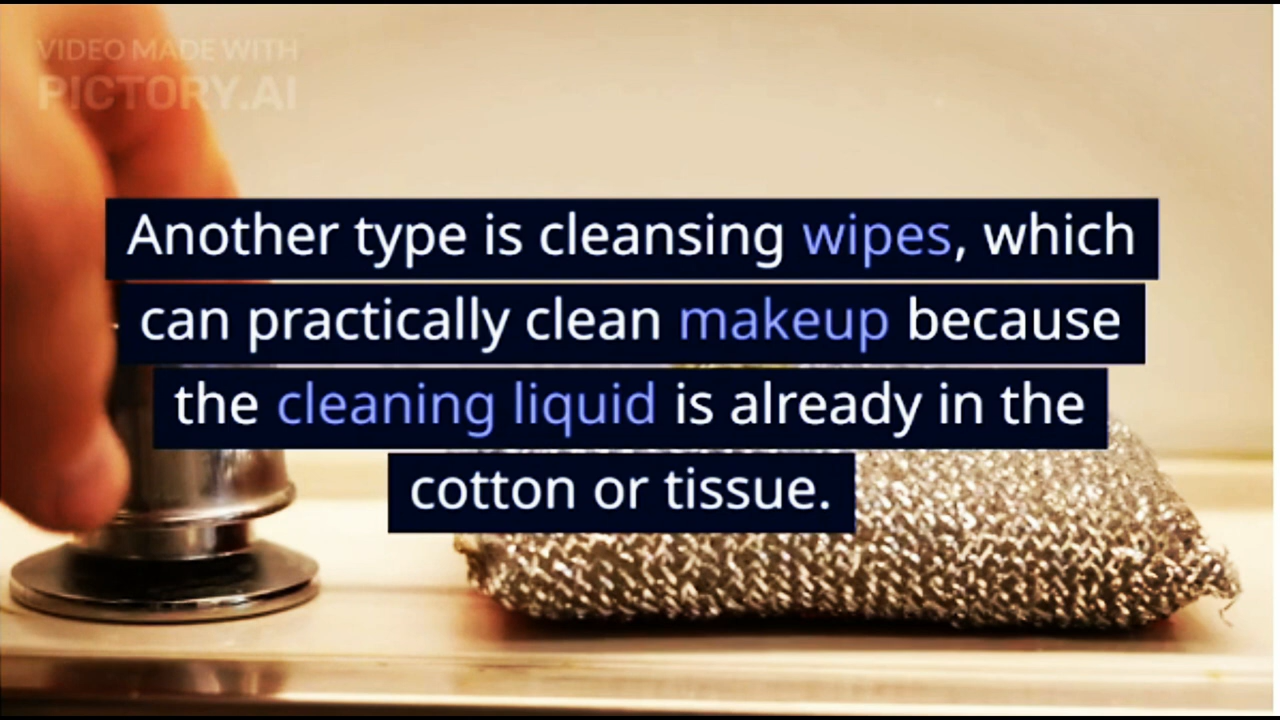 VIDEO MADE WITH
PICTORY.AI
Another type is cleansing wipes, which
can practically clean makeup because
the cleaning liquid is already in the
cotton or tissue.